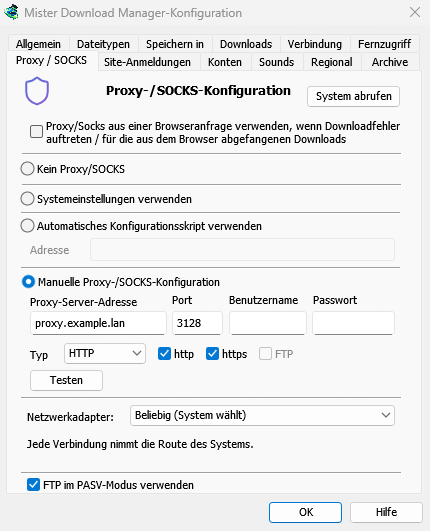 Mister Download Manager-Konfiguration
Allgemein Dateitypen Speichern in Downloads Verbindung Fernzugriff
Proxy / SOCKS Site-Anmeldungen Konten Sounds Regional Archive
Proxy-/SOCKS-Konfiguration
System abrufen
Proxy/Socks aus einer Browseranfrage verwenden, wenn Downloadfehler
auftreten / für die aus dem Browser abgefangenen Downloads
Kein Proxy/SOCKS
Systemeinstellungen verwenden
Automatisches Konfigurationsskript verwenden
Adresse
Manuelle Proxy-/SOCKS-Konfiguration
Proxy-Server-Adresse Port Benutzername Passwort
proxy.example.lan 3128
Typ HTTP http https FTP
Testen
Netzwerkadapter: Beliebig (System wählt)
Jede Verbindung nimmt die Route des Systems.
FTP im PASV-Modus verwenden
OK Hilfe